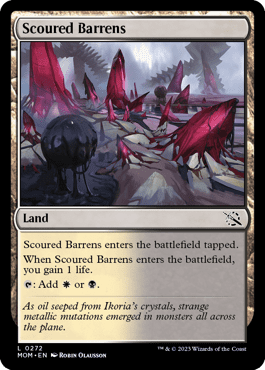 Scoured Barrens
Land
Scoured Barrens enters the battlefield tapped.
When Scoured Barrens enters the battlefield,
you gain 1 life.
: Add or .
As oil seeped from Ikoria's crystals, strange
metallic mutations emerged in monsters all across
the plane.
L 0272
MOM • EN Robin Olausson
™ & © 2023 Wizards of the Coast